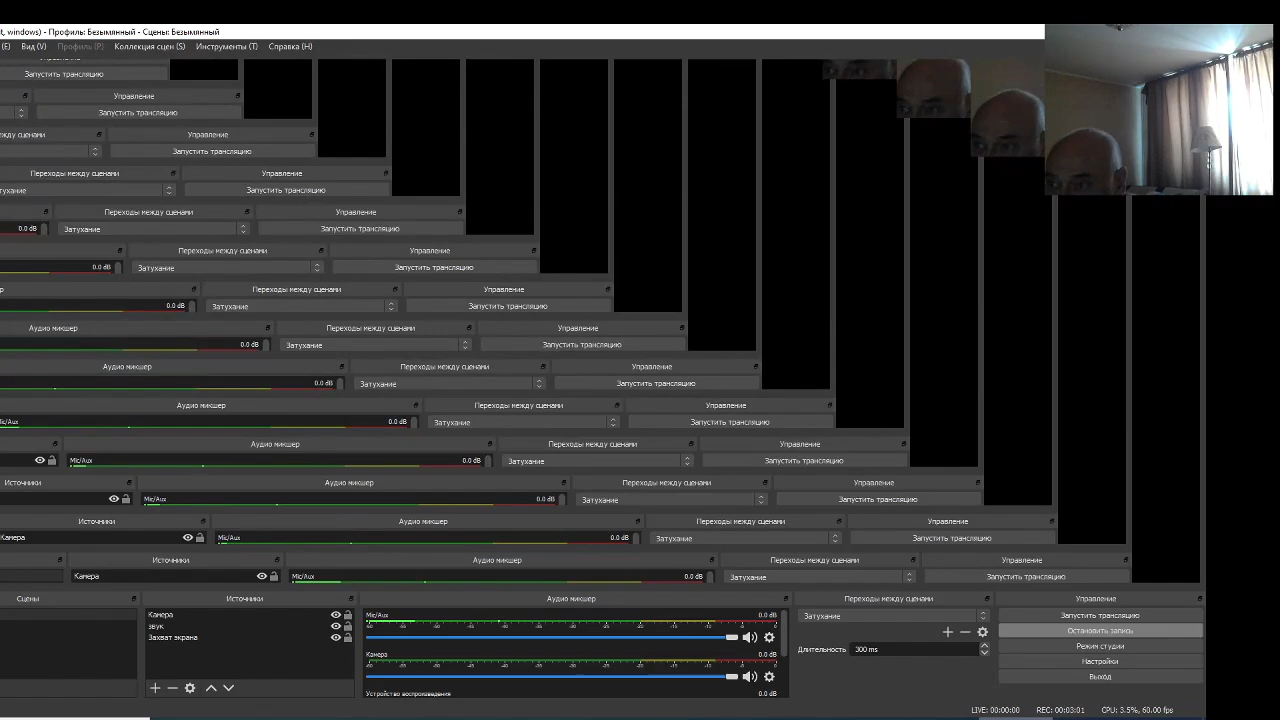 t, windows) - Профиль: Безымянный - Сцены: Безымянный
(E) Вид (V) Профиль (P) Коллекция сцен (S) Инструменты (T) Справка (H)
Запустить трансляцию
Управление
Запустить трансляцию
Управление
Запустить трансляцию
Переходы между сценами Управление
Запустить трансляцию
Переходы между сценами Управление
0.0 dB Затухание Запустить трансляцию
Переходы между сценами Управление
0.0 dB Затухание Запустить трансляцию
Переходы между сценами Управление
0.0 dB Затухание Запустить трансляцию
Аудио микшер Переходы между сценами Управление
0.0 dB Затухание Запустить трансляцию
Аудио микшер Переходы между сценами Управление
0.0 dB Затухание Запустить трансляцию
Аудио микшер Переходы между сценами Управление
0.0 dB Затухание Запустить трансляцию
Аудио микшер Переходы между сценами Управление
Mic/Aux 0.0 dB Затухание Запустить трансляцию
Источники Аудио микшер Переходы между сценами Управление
Mic/Aux 0.0 dB Затухание Запустить трансляцию
Источники Аудио микшер Переходы между сценами Управление
Камера Mic/Aux 0.0 dB Затухание Запустить трансляцию
Источники Аудио микшер Переходы между сценами Управление
Камера Mic/Aux 0.0 dB Затухание Запустить трансляцию
Сцены Источники Аудио микшер Переходы между сценами Управление
Камера Mic/Aux 0.0 dB Затухание Запустить трансляцию
звук Остановить запись
Захват экрана Режим студии
Длительность 300 ms
Камера 0.0 dB Настройки
Выход
Устройство воспроизведения 0.0 dB
LIVE: 00:00:00 REC: 00:03:01 CPU: 3.5%, 60.00 fps